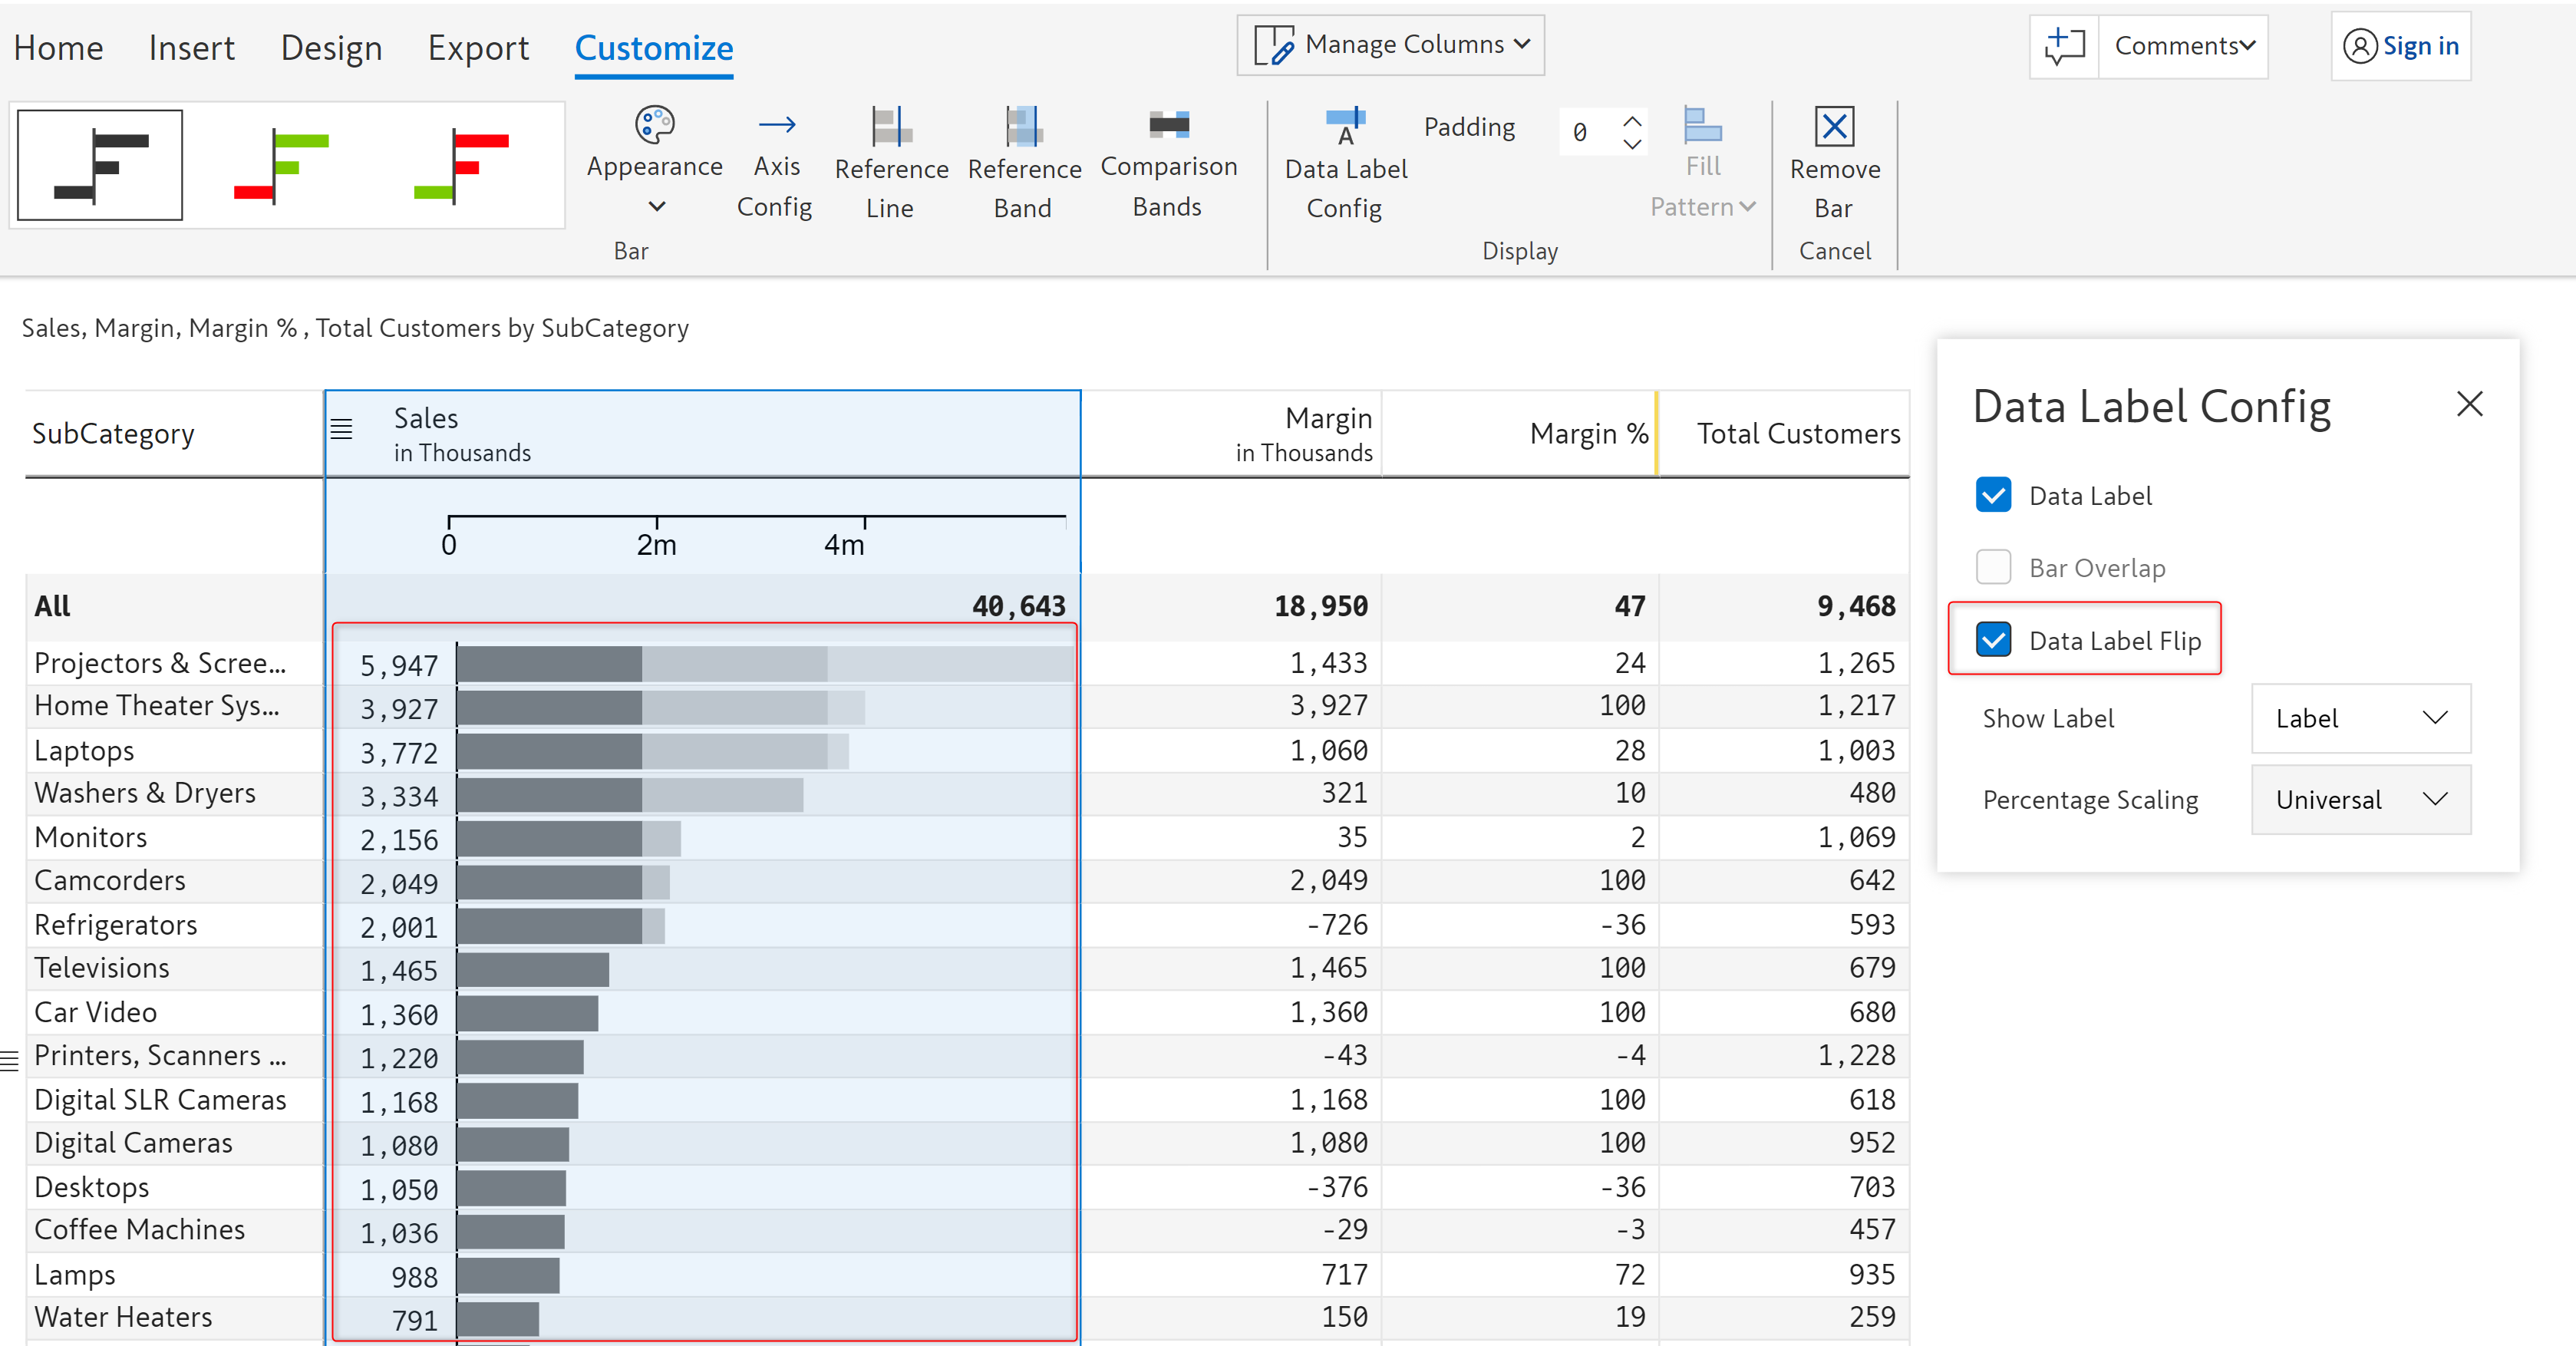 Home Insert Design Export Customize
Manage Columns
Comments
Sign in
Appearance
Axis Config
Reference Line
Reference Band
Comparison Bands
Bar
Data Label Config
Padding 0
Fill Pattern
Display
Remove Bar
Cancel
Sales, Margin, Margin % , Total Customers by SubCategory
SubCategory Sales in Thousands Margin in Thousands Margin % Total Customers
0 2m 4m
All 40,643 18,950 47 9,468
Projectors & Scree... 5,947 1,433 24 1,265
Home Theater Sys... 3,927 3,927 100 1,217
Laptops 3,772 1,060 28 1,003
Washers & Dryers 3,334 321 10 480
Monitors 2,156 35 2 1,069
Camcorders 2,049 2,049 100 642
Refrigerators 2,001 -726 -36 593
Televisions 1,465 1,465 100 679
Car Video 1,360 1,360 100 680
Printers, Scanners ... 1,220 -43 -4 1,228
Digital SLR Cameras 1,168 1,168 100 618
Digital Cameras 1,080 1,080 100 952
Desktops 1,050 -376 -36 703
Coffee Machines 1,036 -29 -3 457
Lamps 988 717 72 935
Water Heaters 791 150 19 259
Data Label Config
Data Label
Bar Overlap
Data Label Flip
Show Label Label
Percentage Scaling Universal